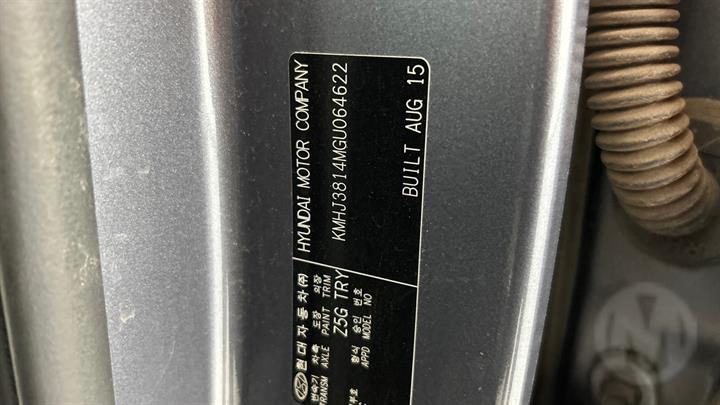 HYUNDAI MOTOR COMPANY
KMHJ3814MGU064622
BUILT AUG 15
현대자동차(주)
변속기 차축 도장 외장
TRANSM AXLE PAINT TRIM
Z5G TRY
형식 승인 번호
APPD MODEL NO
M